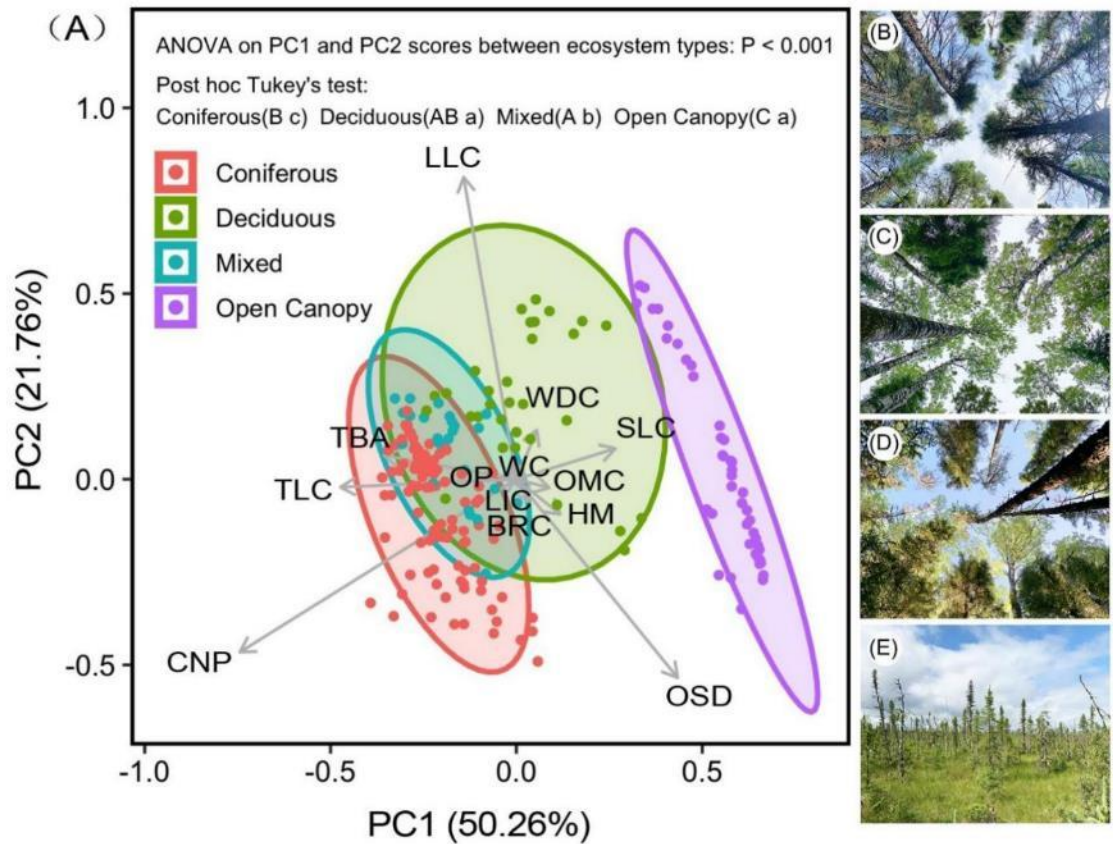 (A)
ANOVA on PC1 and PC2 scores between ecosystem types: P < 0.001
Post hoc Tukey's test:
Coniferous(B c) Deciduous(AB a) Mixed(A b) Open Canopy(C a)
Coniferous
Deciduous
Mixed
Open Canopy
LLC
WDC
SLC
TBA
WC
OP
OMC
TLC
LIC
HM
BRC
CNP
OSD
1.0
0.5
0.0
-0.5
PC2 (21.76%)
-1.0
-0.5
0.0
0.5
PC1 (50.26%)
(B)
(C)
(D)
(E)